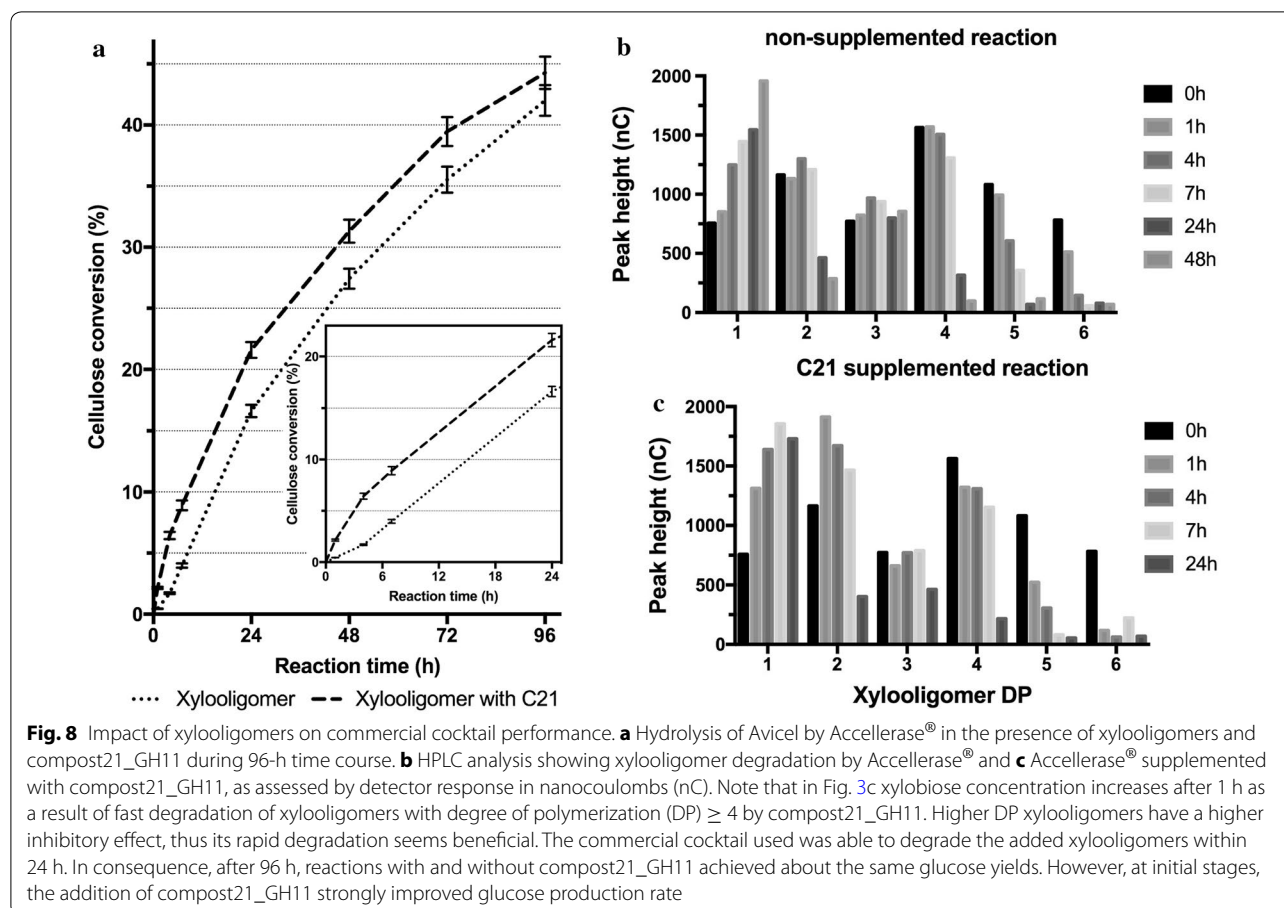 a
Cellulose conversion (%)
40
30
20
10
0
0 24 48 72 96
Reaction time (h)
Xylooligomer Xylooligomer with C21
Cellulose conversion (%)
20
10
0
0 6 12 18 24
Reaction time (h)
b
non-supplemented reaction
Peak height (nC)
2000
1500
1000
500
0
1 2 3 4 5 6
0h
1h
4h
7h
24h
48h
C21 supplemented reaction
c
Peak height (nC)
2000
1500
1000
500
0
1 2 3 4 5 6
Xylooligomer DP
0h
1h
4h
7h
24h
Fig. 8 Impact of xylooligomers on commercial cocktail performance. a Hydrolysis of Avicel by Accellerase® in the presence of xylooligomers and
compost21_GH11 during 96-h time course. b HPLC analysis showing xylooligomer degradation by Accellerase® and c Accellerase® supplemented
with compost21_GH11, as assessed by detector response in nanocoulombs (nC). Note that in Fig. 3c xylobiose concentration increases after 1 h as
a result of fast degradation of xylooligomers with degree of polymerization (DP) ≥ 4 by compost21_GH11. Higher DP xylooligomers have a higher
inhibitory effect, thus its rapid degradation seems beneficial. The commercial cocktail used was able to degrade the added xylooligomers within
24 h. In consequence, after 96 h, reactions with and without compost21_GH11 achieved about the same glucose yields. However, at initial stages,
the addition of compost21_GH11 strongly improved glucose production rate